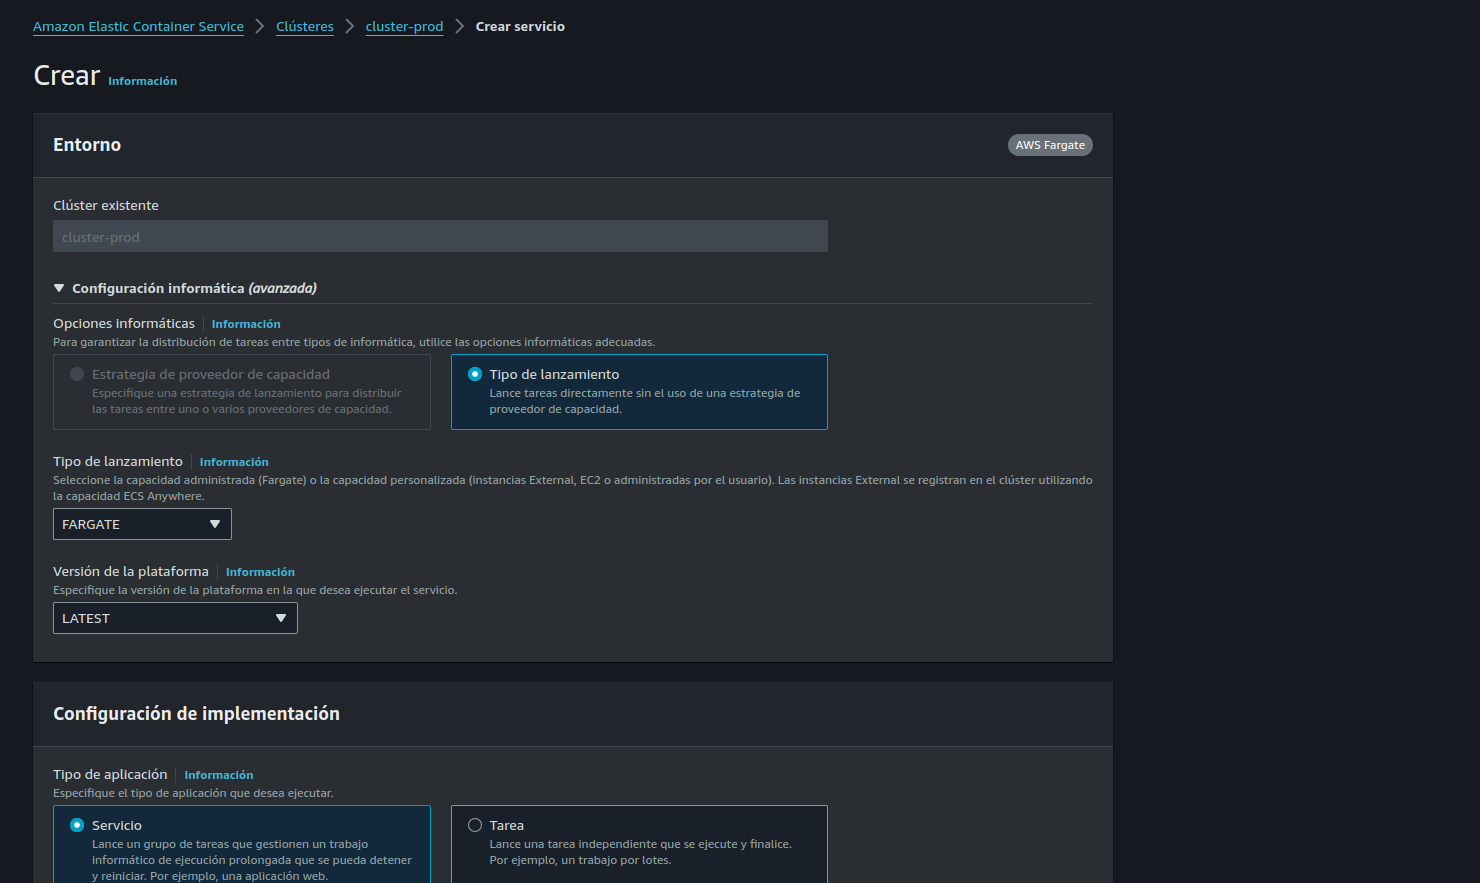 Amazon Elastic Container Service > Clústeres > cluster-prod > Crear servicio
Crear Información
Entorno AWS Fargate
Clúster existente
cluster-prod
Configuración informática (avanzada)
Opciones informáticas Información
Para garantizar la distribución de tareas entre tipos de informática, utilice las opciones informáticas adecuadas.
Estrategia de proveedor de capacidad
Especifique una estrategia de lanzamiento para distribuir
las tareas entre uno o varios proveedores de capacidad.
Tipo de lanzamiento
Lance tareas directamente sin el uso de una estrategia de
proveedor de capacidad.
Tipo de lanzamiento Información
Seleccione la capacidad administrada (Fargate) o la capacidad personalizada (instancias External, EC2 o administradas por el usuario). Las instancias External se registran en el clúster utilizando
la capacidad ECS Anywhere.
FARGATE
Versión de la plataforma Información
Especifique la versión de la plataforma en la que desea ejecutar el servicio.
LATEST
Configuración de implementación
Tipo de aplicación Información
Especifique el tipo de aplicación que desea ejecutar.
Servicio
Lance un grupo de tareas que gestionen un trabajo
informático de ejecución prolongada que se pueda detener
y reiniciar. Por ejemplo, una aplicación web.
Tarea
Lance una tarea independiente que se ejecute y finalice.
Por ejemplo, un trabajo por lotes.